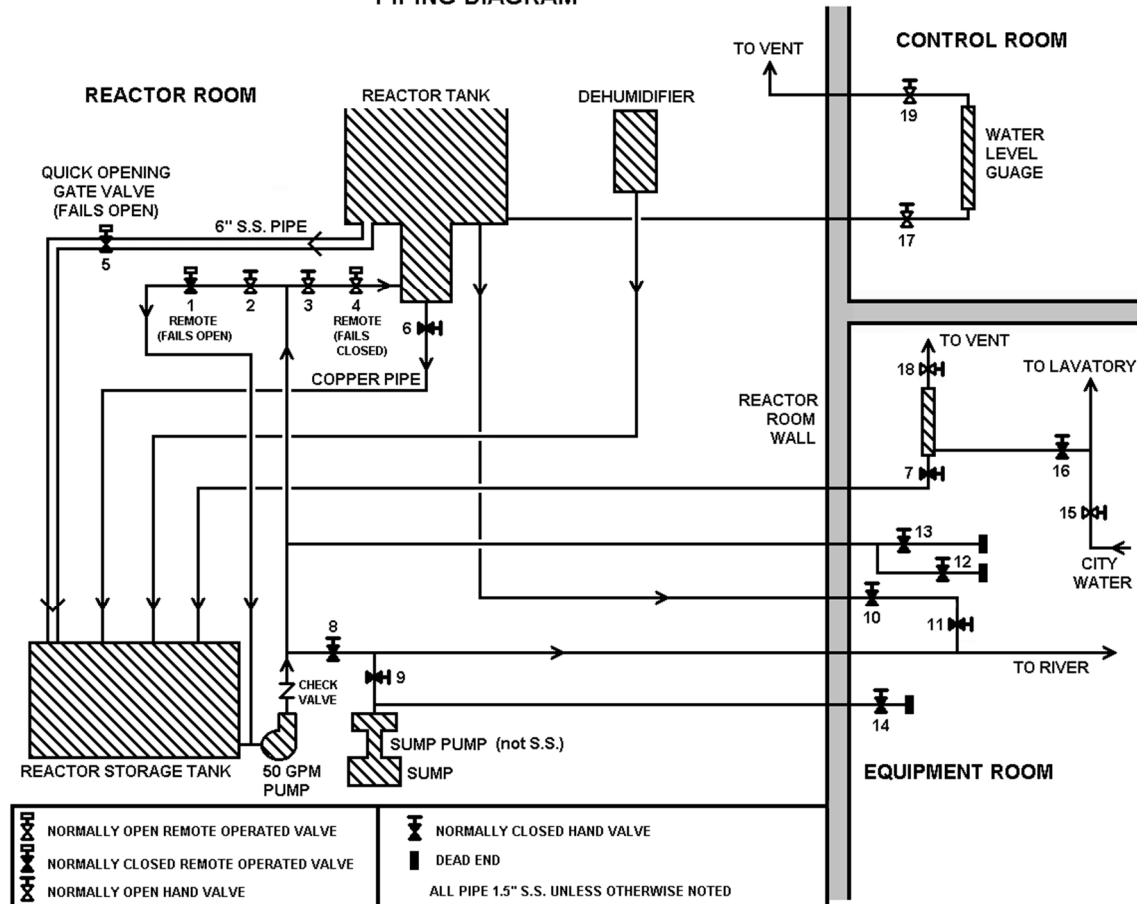 PIPING DIAGRAM
CONTROL ROOM
TO VENT
REACTOR ROOM
REACTOR TANK
DEHUMIDIFIER
19
WATER
LEVEL
GUAGE
QUICK OPENING
GATE VALVE
(FAILS OPEN)
6" S.S. PIPE
17
5
1
2
3
4
REMOTE
(FAILS OPEN)
REMOTE
(FAILS
CLOSED)
6
COPPER PIPE
TO VENT
18
TO LAVATORY
REACTOR
ROOM
WALL
7
16
15
13
12
CITY
WATER
10
11
8
TO RIVER
9
CHECK
VALVE
14
SUMP PUMP (not S.S.)
SUMP
REACTOR STORAGE TANK
50 GPM
PUMP
EQUIPMENT ROOM
NORMALLY OPEN REMOTE OPERATED VALVE
NORMALLY CLOSED REMOTE OPERATED VALVE
NORMALLY OPEN HAND VALVE
NORMALLY CLOSED HAND VALVE
DEAD END
ALL PIPE 1.5" S.S. UNLESS OTHERWISE NOTED